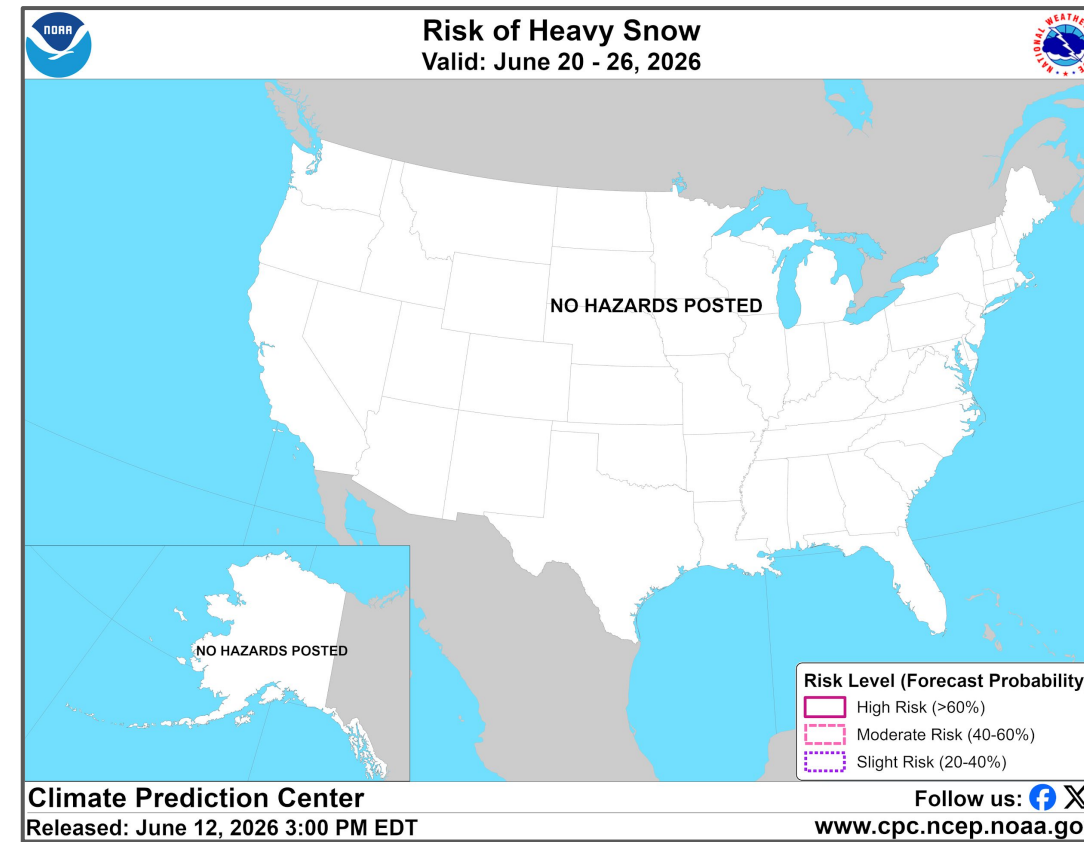 NOAA
Risk of Heavy Snow
Valid: June 20 - 26, 2026
NATIONAL WEATHER
NO HAZARDS POSTED
NO HAZARDS POSTED
Risk Level (Forecast Probability
High Risk (>60%)
Moderate Risk (40-60%)
Slight Risk (20-40%)
Climate Prediction Center
Follow us:
Released: June 12, 2026 3:00 PM EDT
www.cpc.ncep.noaa.go